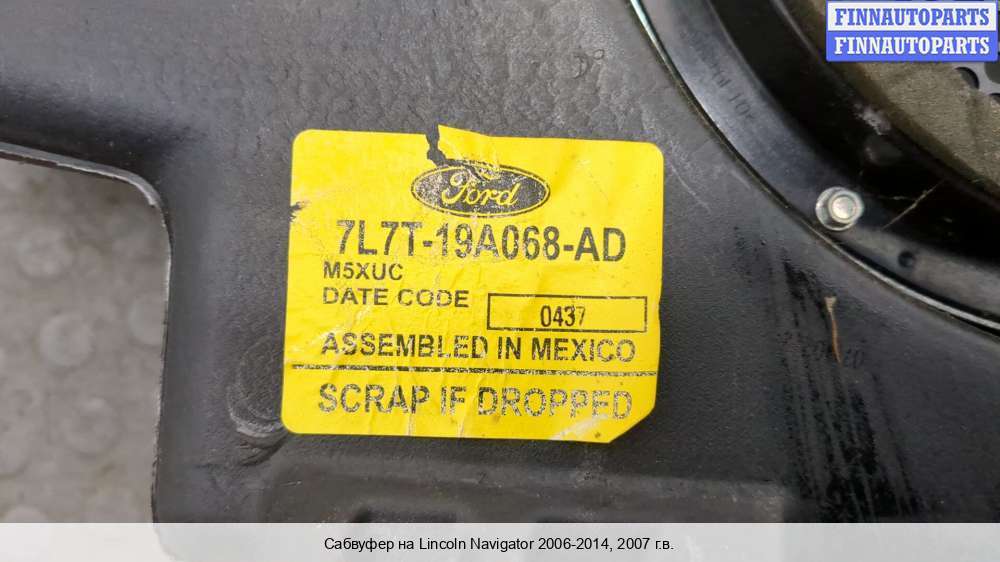 FINNAUTOPARTS
FINNAUTOPARTS
Ford
7L7T-19A068-AD
M5XUC
DATE CODE 0437
ASSEMBLED IN MEXICO
SCRAP IF DROPPED
Сабвуфер на Lincoln Navigator 2006-2014, 2007 г.в.